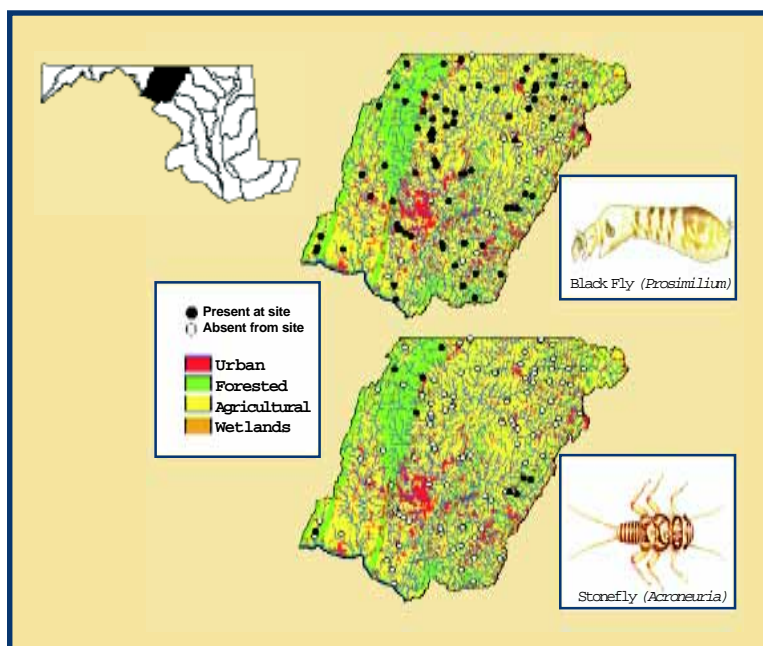 Black Fly (Prosimilium)
Present at site
Absent from site
Urban
Forested
Agricultural
Wetlands
Stonefly (Acroneuria)